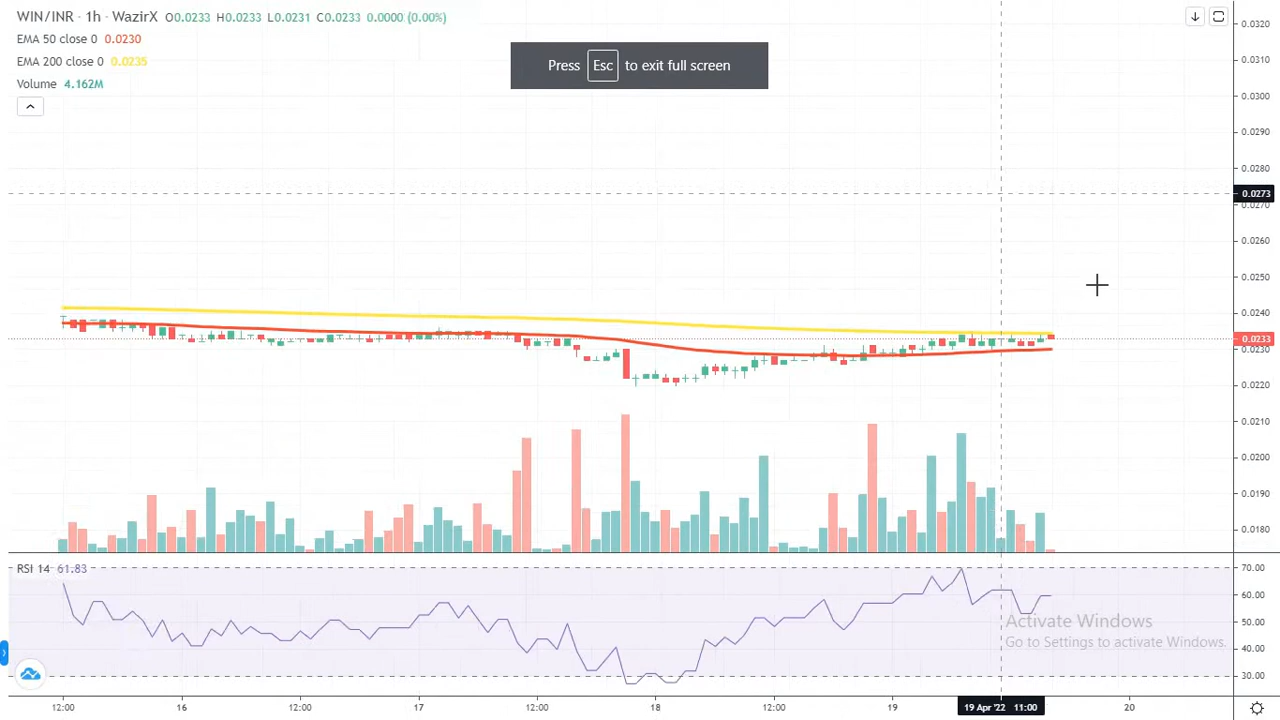 WIN/INR · 1h · WazirX O0.0233 H0.0233 L0.0231 C0.0233 0.0000 (0.00%)
EMA 50 close 0 0.0230
EMA 200 close 0 0.0235
Volume 4.162M
Press Esc to exit full screen
0.0320
0.0310
0.0300
0.0290
0.0280
0.0273
0.0270
0.0260
0.0250
0.0240
0.0233
0.0230
0.0220
0.0210
0.0200
0.0190
0.0180
RSI 14 61.83
70.00
60.00
50.00
40.00
30.00
Activate Windows
Go to Settings to activate Windows.
12:00 16 12:00 17 12:00 18 12:00 19 19 Apr '22 11:00 20